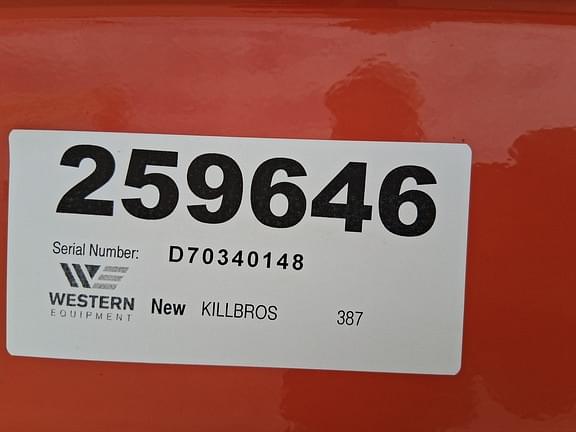 259646
Serial Number: D70340148
WESTERN
EQUIPMENT
New KILLBROS 387